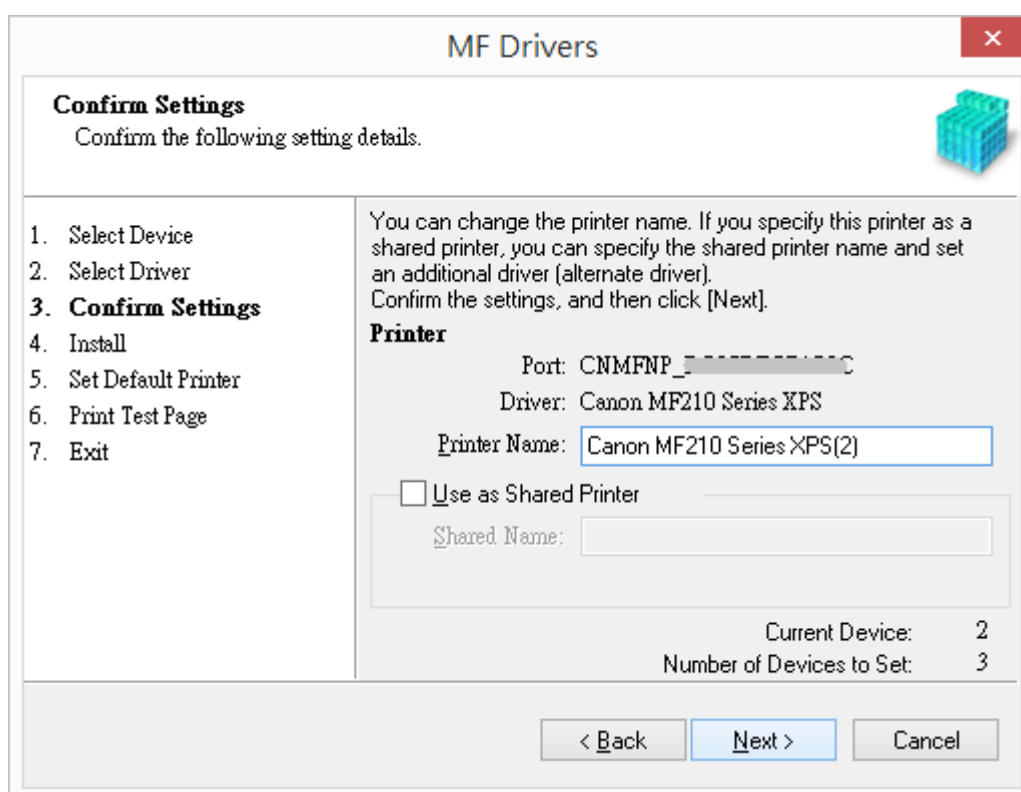 MF Drivers
Confirm Settings
Confirm the following setting details.
1. Select Device
2. Select Driver
3. Confirm Settings
4. Install
5. Set Default Printer
6. Print Test Page
7. Exit
You can change the printer name. If you specify this printer as a
shared printer, you can specify the shared printer name and set
an additional driver (alternate driver).
Confirm the settings, and then click [Next].
Printer
Port: CNMFNP_
Driver: Canon MF210 Series XPS
Printer Name: Canon MF210 Series XPS(2)
Use as Shared Printer
Shared Name:
Current Device: 2
Number of Devices to Set: 3
< Back Next > Cancel